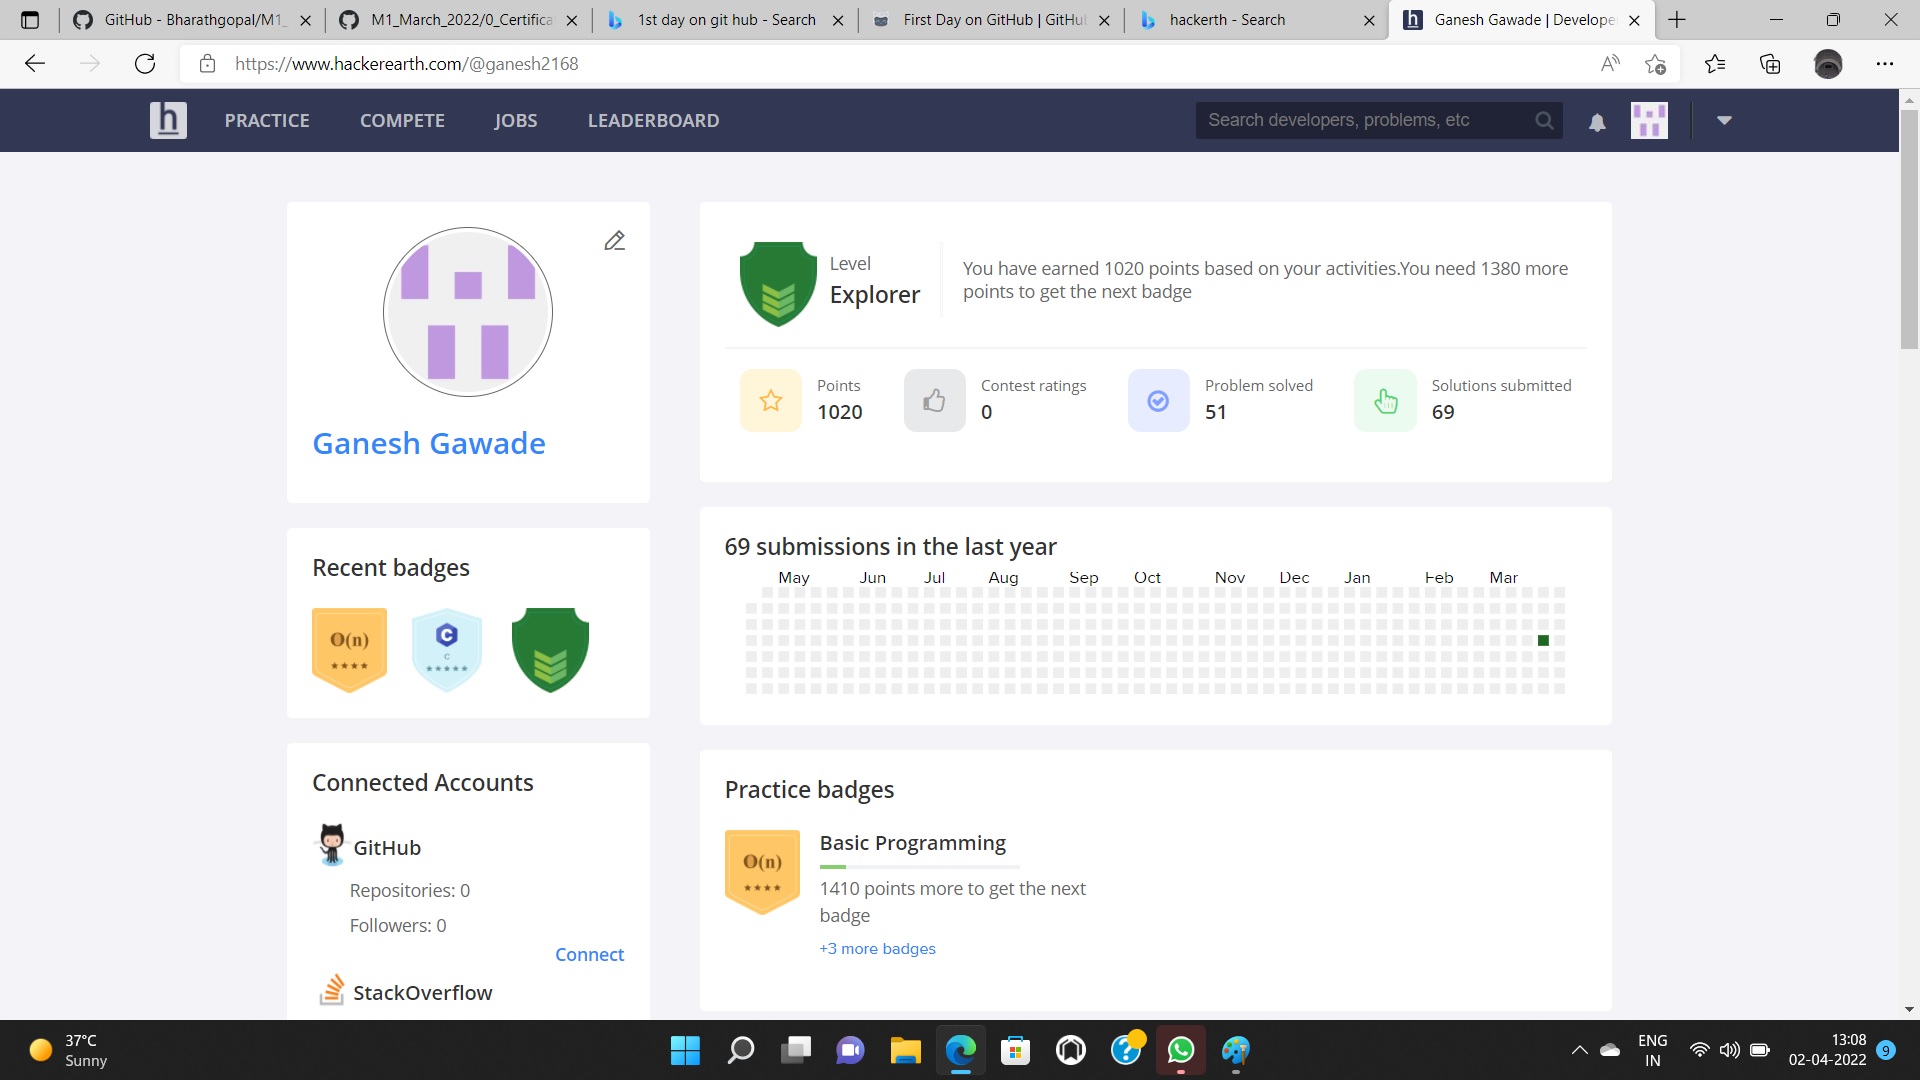 GitHub - Bharathgopal/M1_
M1_March_2022/0_Certifica
1st day on git hub - Search
First Day on GitHub | GitHu
hackerth - Search
Ganesh Gawade | Develope
https://www.hackerearth.com/@ganesh2168
h PRACTICE COMPETE JOBS LEADERBOARD
Search developers, problems, etc
Ganesh Gawade
Level
Explorer
You have earned 1020 points based on your activities.You need 1380 more
points to get the next badge
Points
1020
Contest ratings
0
Problem solved
51
Solutions submitted
69
Recent badges
O(n)
C
C
69 submissions in the last year
May Jun Jul Aug Sep Oct Nov Dec Jan Feb Mar
Connected Accounts
GitHub
Repositories: 0
Followers: 0
Connect
StackOverflow
Practice badges
O(n)
Basic Programming
1410 points more to get the next
badge
+3 more badges
37°C
Sunny
ENG
IN
13:08
02-04-2022
9